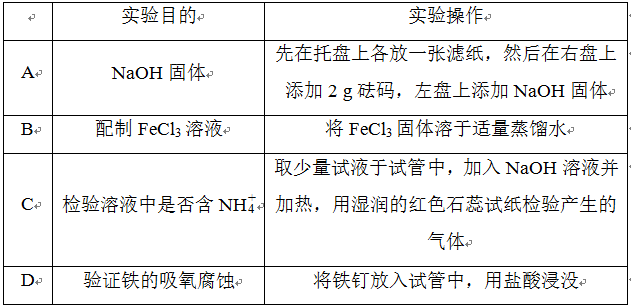 实验目的 实验操作
A NaOH 固体 先在托盘上各放一张滤纸，然后在右盘上
添加 2 g 砝码，左盘上添加 NaOH 固体
B 配制 FeCl₃ 溶液 将 FeCl₃ 固体溶于适量蒸馏水
C 检验溶液中是否含 NH₄⁺ 取少量试液于试管中，加入 NaOH 溶液并
加热，用湿润的红色石蕊试纸检验产生的
气体
D 验证铁的吸氧腐蚀 将铁钉放入试管中，用盐酸浸没